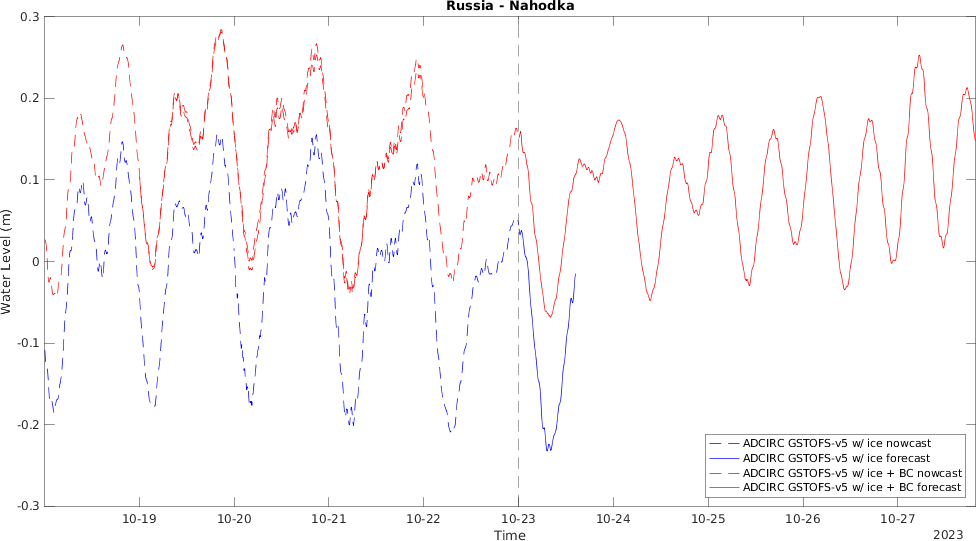 Russia - Nahodka
0.3
0.2
0.1
0
-0.1
-0.2
-0.3
Water Level (m)
10-19 10-20 10-21 10-22 10-23 10-24 10-25 10-26 10-27
Time
2023
ADCIRC GSTOFS-v5 w/ ice nowcast
ADCIRC GSTOFS-v5 w/ ice forecast
ADCIRC GSTOFS-v5 w/ ice + BC nowcast
ADCIRC GSTOFS-v5 w/ ice + BC forecast